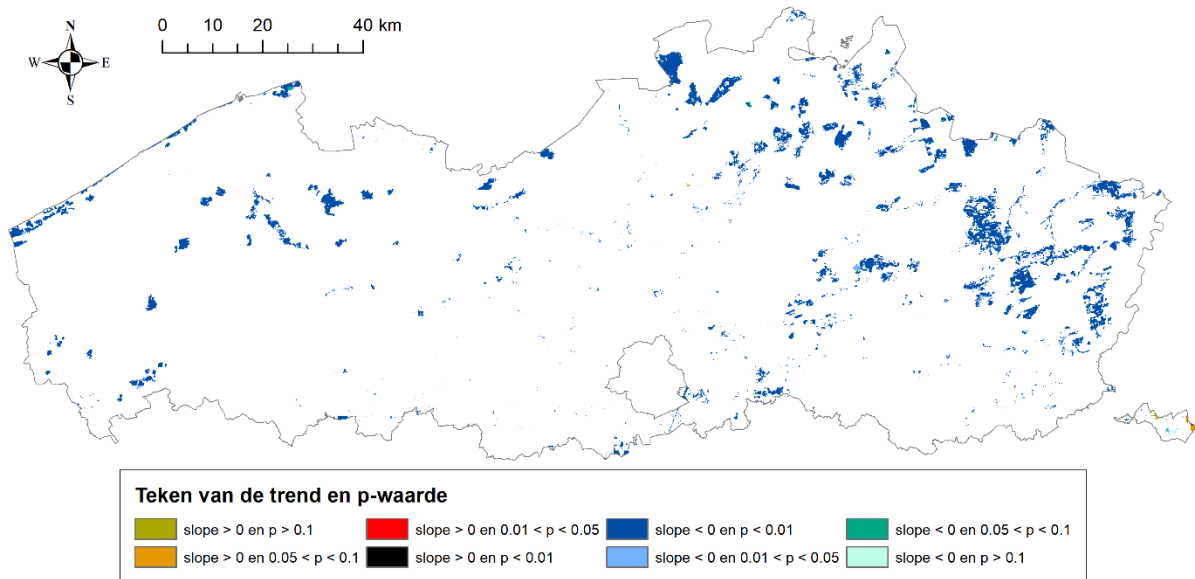 N
W E
S
0 20 40 km
Teken van de trend en p-waarde
slope > 0 en p > 0.1
slope > 0 en 0.01 < p < 0.05
slope < 0 en p < 0.01
slope < 0 en 0.05 < p < 0.1
slope > 0 en 0.05 < p < 0.1
slope > 0 en p < 0.01
slope < 0 en 0.01 < p < 0.05
slope < 0 en p > 0.1